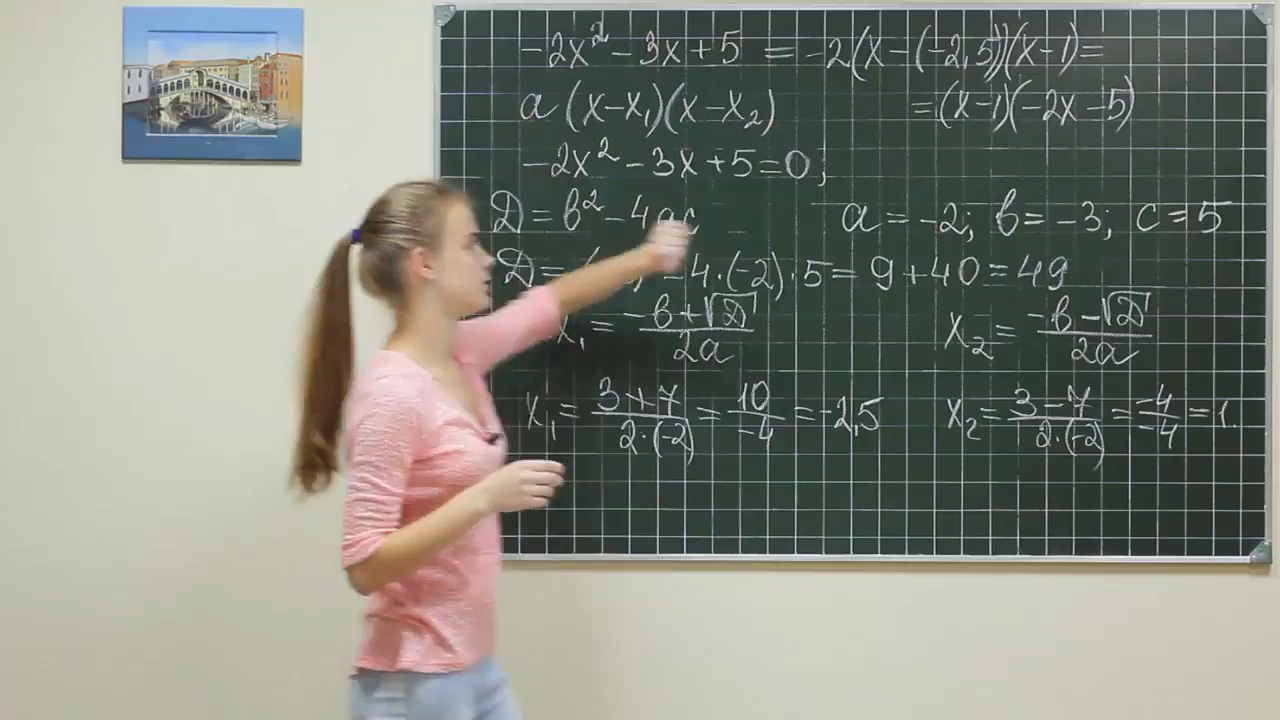 -2x² - 3x + 5 = -2(x - (-2,5))(x - 1) =
a(x - x₁)(x - x₂) = (x - 1)(-2x - 5)
-2x² - 3x + 5 = 0;
D = b² - 4ac a = -2; b = -3; c = 5
D = ( - 4·(-2)·5 = 9 + 40 = 49
x₁ = (-b + √D)/(2a) x₂ = (-b - √D)/(2a)
x₁ = (3 + 7)/(2·(-2)) = 10/(-4) = -2,5 x₂ = (3 - 7)/(2·(-2)) = -4/-4 = 1.